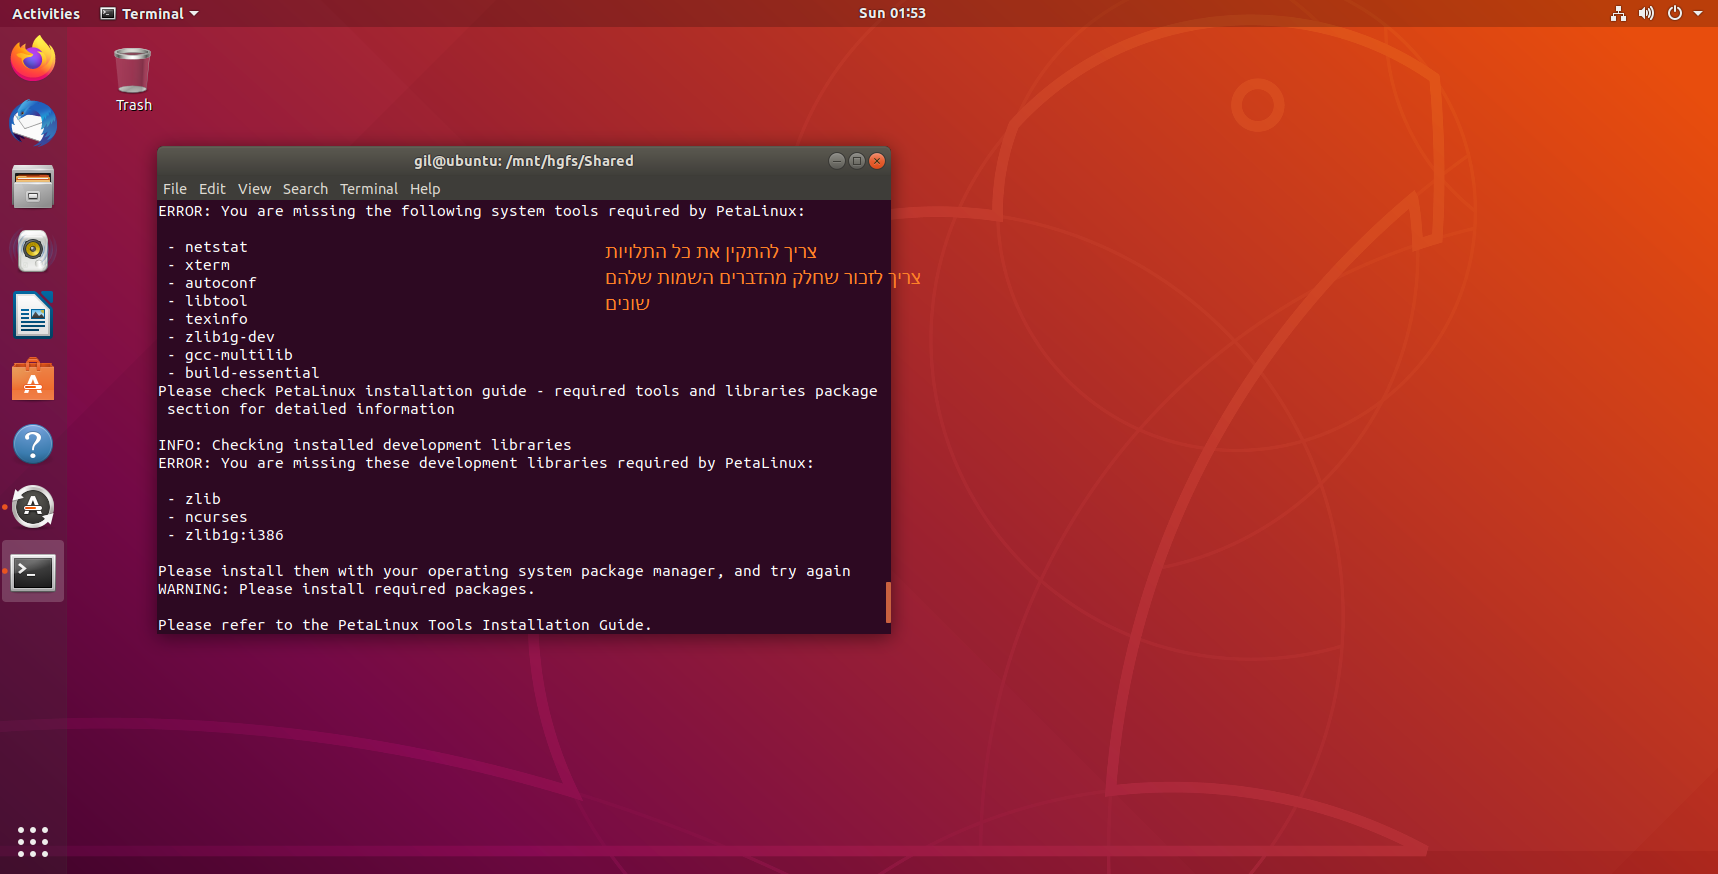 Activities
Terminal
Sun 01:53
Trash
gil@ubuntu: /mnt/hgfs/Shared
File Edit View Search Terminal Help
ERROR: You are missing the following system tools required by PetaLinux:
- netstat
- xterm
- autoconf
- libtool
- texinfo
- zlib1g-dev
- gcc-multilib
- build-essential
צריך להתקין את כל התלויות
צריך לזכור שחלק מהדברים השמות שלהם
שונים
Please check PetaLinux installation guide - required tools and libraries package
section for detailed information
INFO: Checking installed development libraries
ERROR: You are missing these development libraries required by PetaLinux:
- zlib
- ncurses
- zlib1g:i386
Please install them with your operating system package manager, and try again
WARNING: Please install required packages.
Please refer to the PetaLinux Tools Installation Guide.